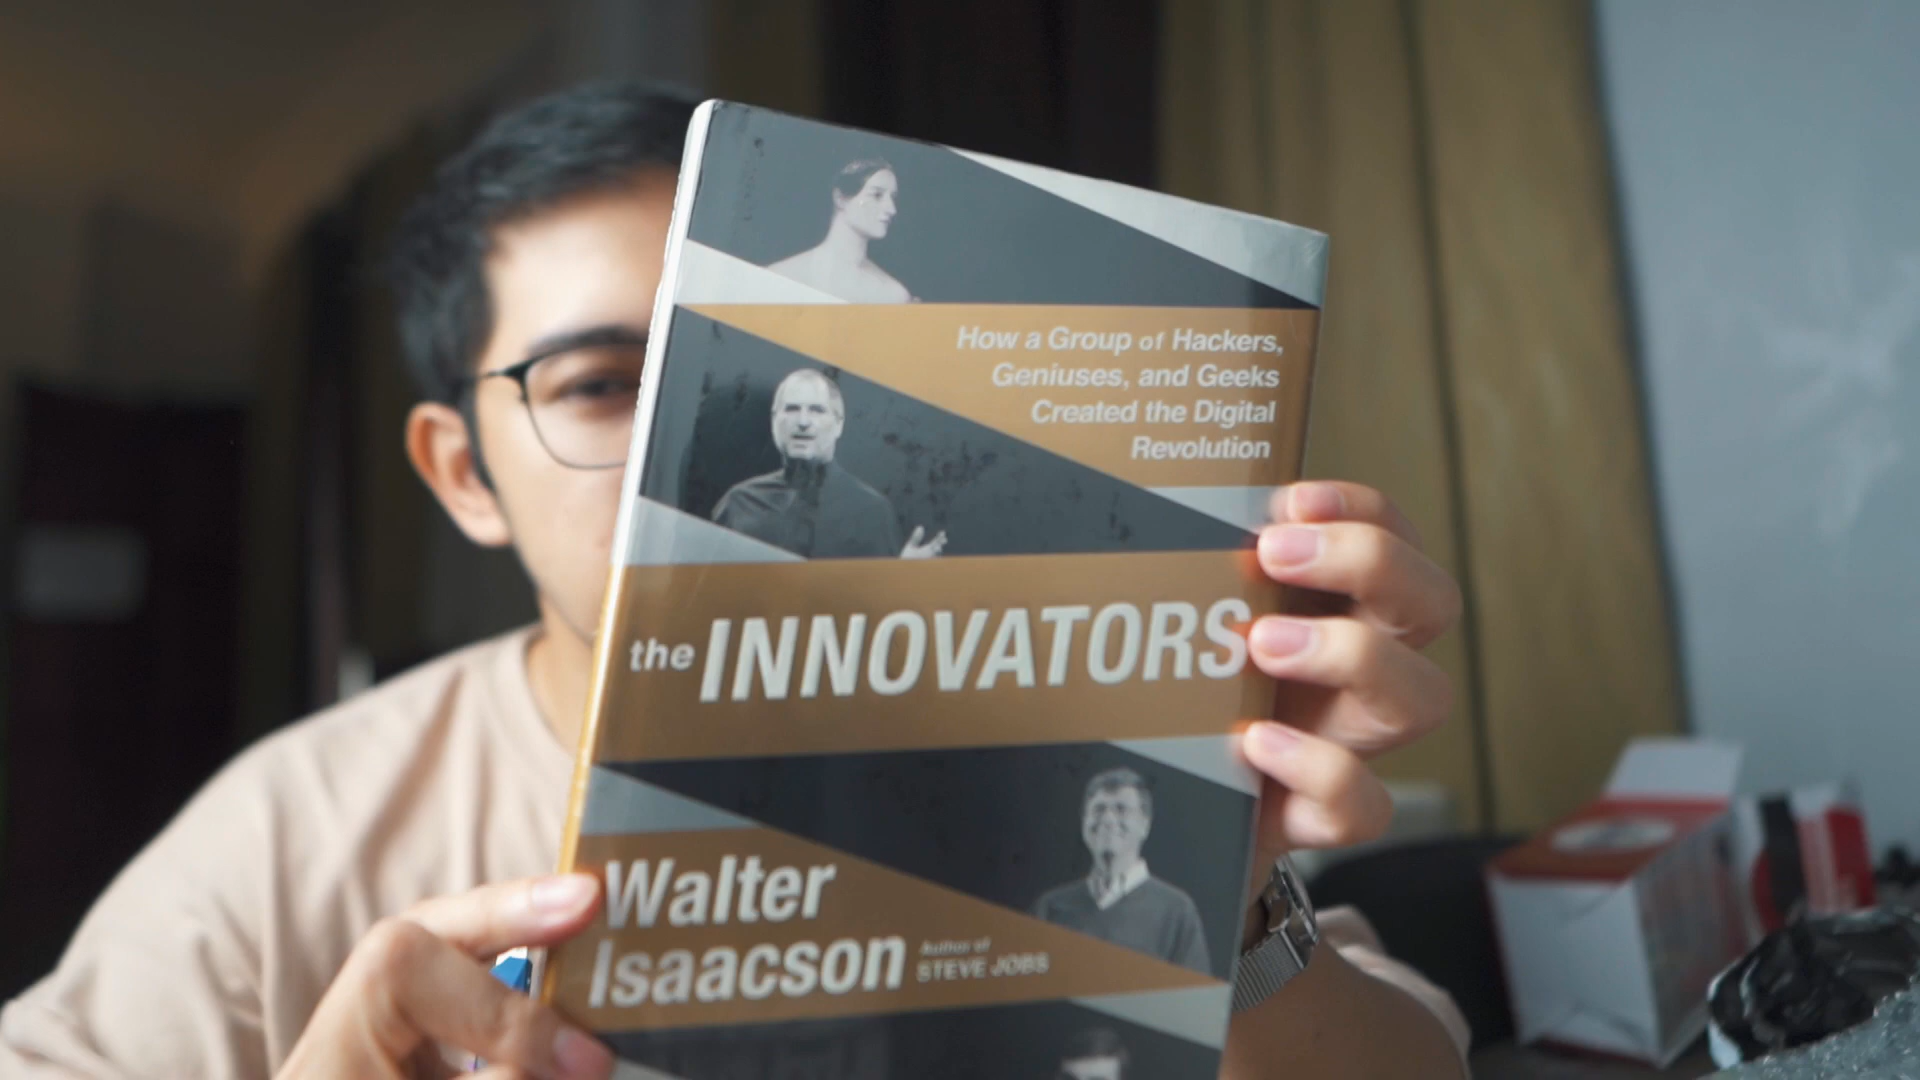 How a Group of Hackers,
Geniuses, and Geeks
Created the Digital
Revolution
the INNOVATORS
Walter
Isaacson
Author of
STEVE JOBS